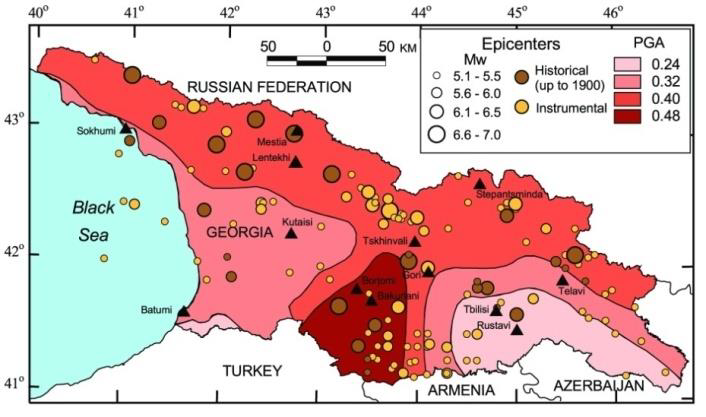 40° 41° 42° 43° 44° 45° 46°
50 0 50 KM
Epicenters
Mw
5.1 - 5.5
5.6 - 6.0
6.1 - 6.5
6.6 - 7.0
Historical
(up to 1900)
Instrumental
PGA
0.24
0.32
0.40
0.48
RUSSIAN FEDERATION
43°
Sokhumi
Mestia
Lentekhi
Stepantsminda
Black
Sea
GEORGIA
Kutaisi
Tskhinvali
42°
Gori
Borjomi
Bakuriani
Telavi
Batumi
Tbilisi
Rustavi
TURKEY
ARMENIA
AZERBAIJAN
41°